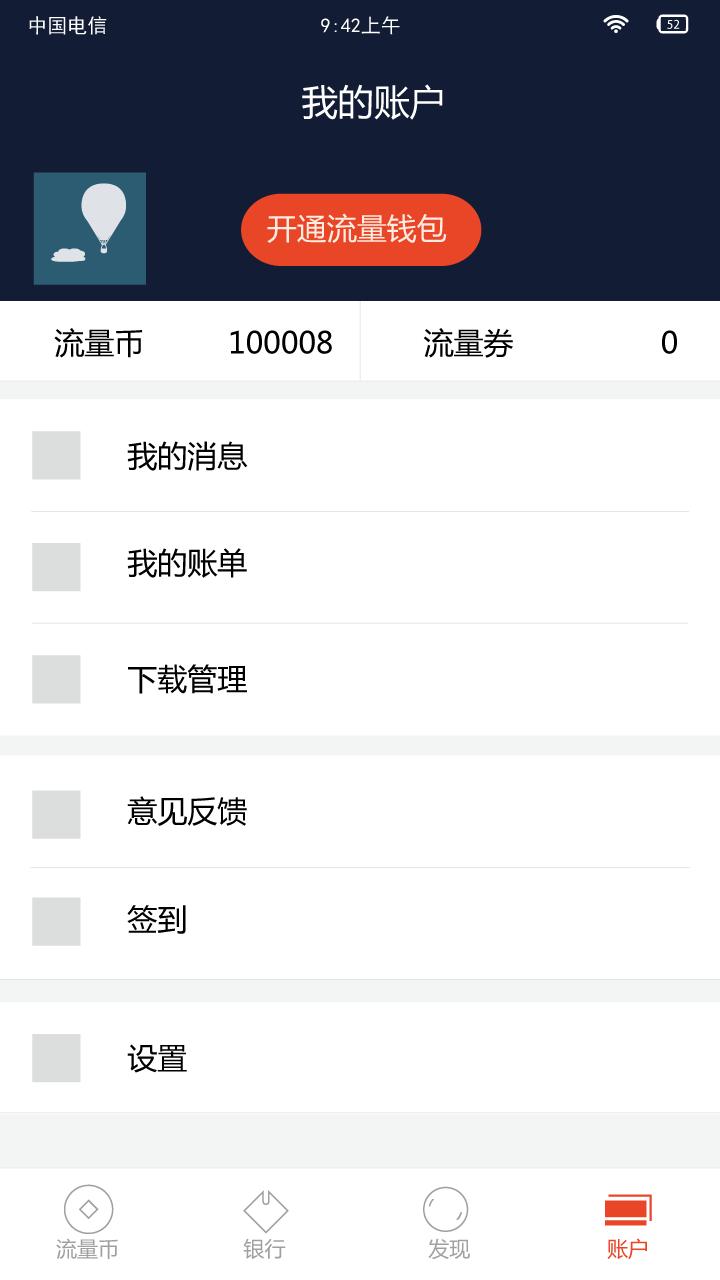 中国电信 9:42上午 52
我的账户
开通流量钱包
流量币 100008 流量券 0
我的消息
我的账单
下载管理
意见反馈
签到
设置
流量币 银行 发现 账户